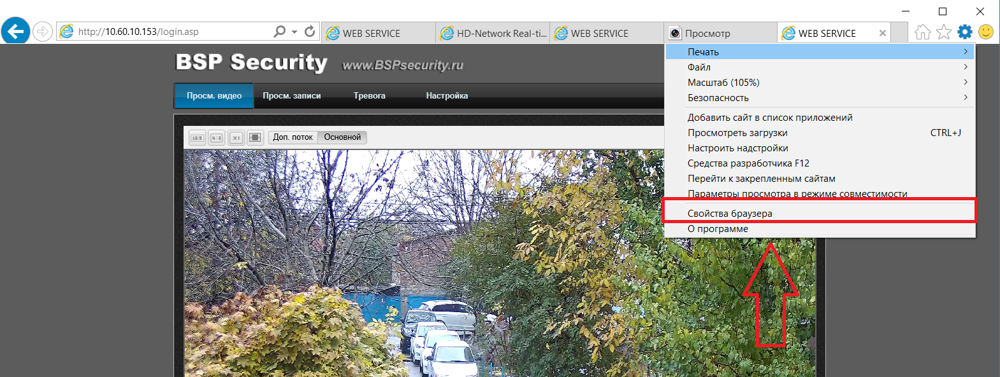 http://10.60.10.153/login.asp
WEB SERVICE
HD-Network Real-ti...
WEB SERVICE
Просмотр
WEB SERVICE
BSP Security www.BSPsecurity.ru
Просм. видео
Просм. записи
Тревога
Настройка
16:9
4:3
X1
Доп. поток
Основной
Печать
Файл
Масштаб (105%)
Безопасность
Добавить сайт в список приложений
Просмотреть загрузки CTRL+J
Настроить надстройки
Средства разработчика F12
Перейти к закрепленным сайтам
Параметры просмотра в режиме совместимости
Свойства браузера
О программе